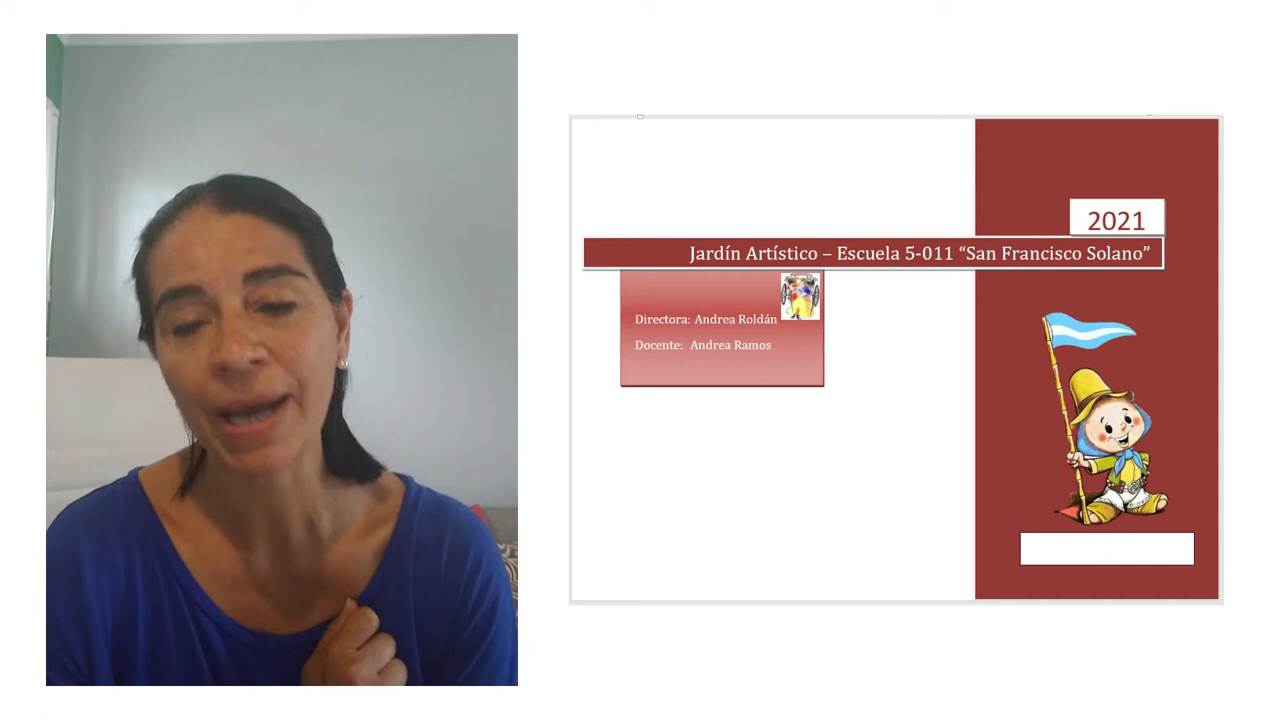 2021
Jardín Artístico – Escuela 5-011 “San Francisco Solano”
Directora: Andrea Roldán
Docente: Andrea Ramos